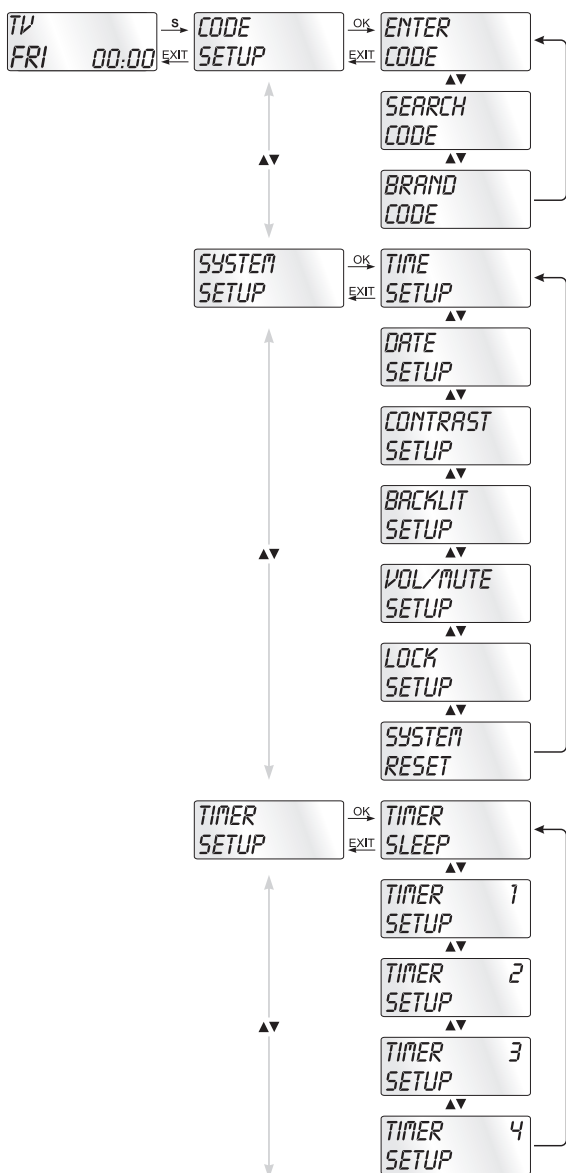 TV
FRI 00:00
S
EXIT
CODE
SETUP
OK
EXIT
ENTER
CODE
▲▼
SEARCH
CODE
▲▼
BRAND
CODE
▲▼
SYSTEM
SETUP
OK
EXIT
TIME
SETUP
▲▼
DATE
SETUP
▲▼
CONTRAST
SETUP
▲▼
BACKLIT
SETUP
▲▼
VOL/MUTE
SETUP
▲▼
LOCK
SETUP
▲▼
SYSTEM
RESET
▲▼
TIMER
SETUP
OK
EXIT
TIMER
SLEEP
▲▼
TIMER 1
SETUP
▲▼
TIMER 2
SETUP
▲▼
TIMER 3
SETUP
▲▼
TIMER 4
SETUP
▲▼